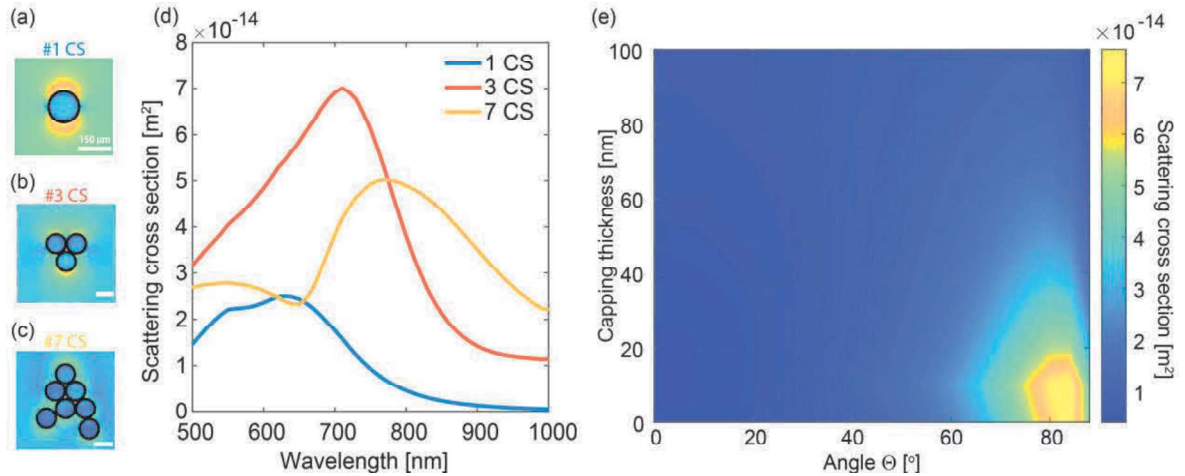 (a)
#1 CS
150 µm
(b)
#3 CS
(c)
#7 CS
(d)
×10⁻¹⁴
8
7
6
5
4
3
2
1
0
Scattering cross section [m²]
1 CS
3 CS
7 CS
500 600 700 800 900 1000
Wavelength [nm]
(e)
100
80
60
40
20
0
Capping thickness [nm]
0 20 40 60 80
Angle Θ [°]
×10⁻¹⁴
7
6
5
4
3
2
1
Scattering cross section [m²]